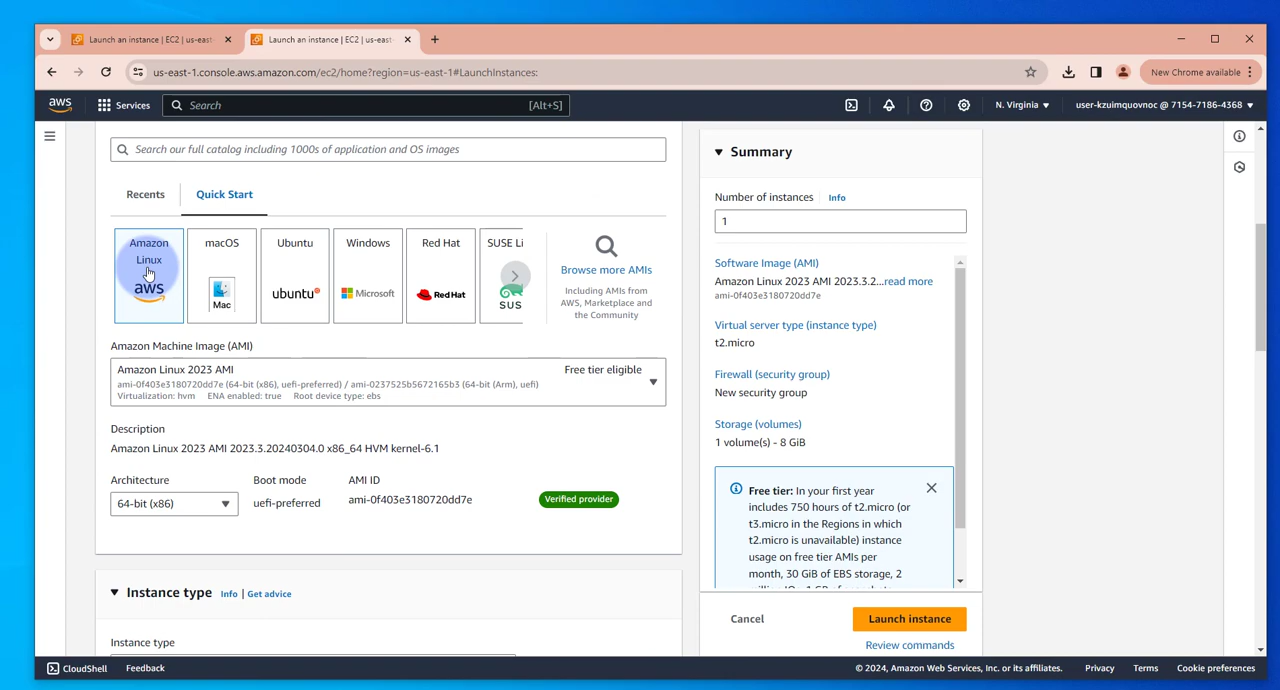 Launch an instance | EC2 | us-east
Launch an instance | EC2 | us-east-
us-east-1.console.aws.amazon.com/ec2/home?region=us-east-1#LaunchInstances:
New Chrome available
aws
Services
Search
[Alt+S]
N. Virginia
user-kzuimquovnoc @ 7154-7186-4368
Search our full catalog including 1000s of application and OS images
Recents
Quick Start
Amazon
Linux
aws
macOS
Mac
Ubuntu
ubuntu
Windows
Microsoft
Red Hat
Red Hat
SUSE Li
SUS
Browse more AMIs
Including AMIs from
AWS, Marketplace and
the Community
Amazon Machine Image (AMI)
Amazon Linux 2023 AMI
Free tier eligible
ami-0f403e3180720dd7e (64-bit (x86), uefi-preferred) / ami-0237525b5672165b3 (64-bit (Arm), uefi)
Virtualization: hvm ENA enabled: true Root device type: ebs
Description
Amazon Linux 2023 AMI 2023.3.20240304.0 x86_64 HVM kernel-6.1
Architecture
64-bit (x86)
Boot mode
uefi-preferred
AMI ID
ami-0f403e3180720dd7e
Verified provider
Instance type
Info | Get advice
Instance type
Summary
Number of instances Info
1
Software Image (AMI)
Amazon Linux 2023 AMI 2023.3.2...read more
ami-0f403e3180720dd7e
Virtual server type (instance type)
t2.micro
Firewall (security group)
New security group
Storage (volumes)
1 volume(s) - 8 GiB
Free tier: In your first year
includes 750 hours of t2.micro (or
t3.micro in the Regions in which
t2.micro is unavailable) instance
usage on free tier AMIs per
month, 30 GiB of EBS storage, 2
Cancel
Launch instance
Review commands
CloudShell
Feedback
© 2024, Amazon Web Services, Inc. or its affiliates.
Privacy
Terms
Cookie preferences